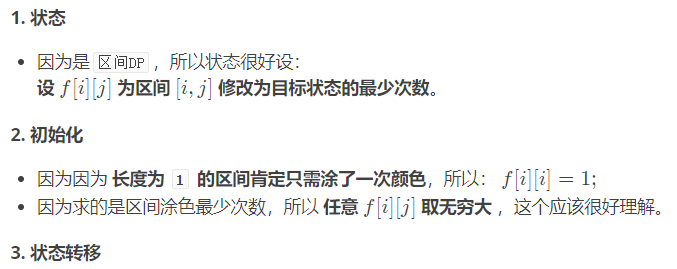 1. 状态
• 因为是 区间DP ，所以状态很好设：
设 f[i][j] 为区间 [i, j] 修改为目标状态的最少次数。
2. 初始化
• 因为因为 长度为 1 的区间肯定只需涂了一次颜色，所以： f[i][i] = 1;
• 因为求的是区间涂色最少次数，所以 任意 f[i][j] 取无穷大 ，这个应该很好理解。
3. 状态转移